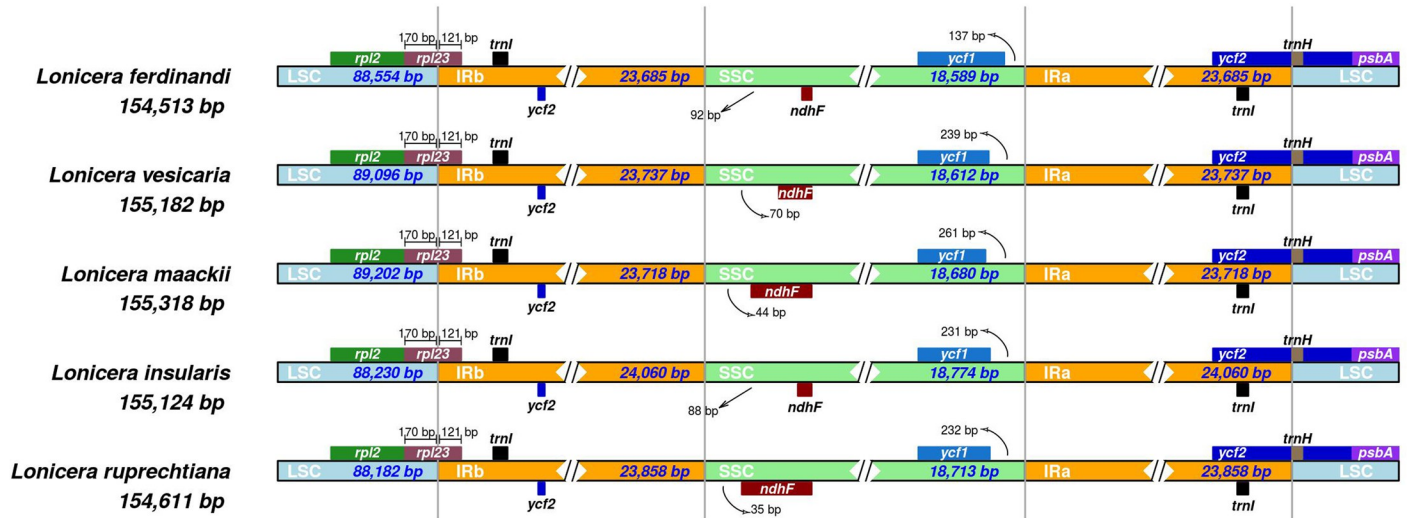 170 bp 121 bp trnI 137 bp trnH
rpl2 rpl23 ycf1 ycf2 psbA
Lonicera ferdinandi LSC 88,554 bp IRb 23,685 bp SSC 18,589 bp IRa 23,685 bp LSC
154,513 bp ycf2 92 bp ndhF trnI
170 bp 121 bp trnI 239 bp trnH
rpl2 rpl23 ycf1 ycf2 psbA
Lonicera vesicaria LSC 89,096 bp IRb 23,737 bp SSC 18,612 bp IRa 23,737 bp LSC
ndhF
155,182 bp ycf2 70 bp trnI
170 bp 121 bp trnI 261 bp trnH
rpl2 rpl23 ycf1 ycf2 psbA
Lonicera maackii LSC 89,202 bp IRb 23,718 bp SSC 18,680 bp IRa 23,718 bp LSC
ndhF
155,318 bp ycf2 44 bp trnI
170 bp 121 bp trnI 231 bp trnH
rpl2 rpl23 ycf1 ycf2 psbA
Lonicera insularis LSC 88,230 bp IRb 24,060 bp SSC 18,774 bp IRa 24,060 bp LSC
155,124 bp ycf2 88 bp ndhF trnI
170 bp 121 bp trnI 232 bp trnH
rpl2 rpl23 ycf1 ycf2 psbA
Lonicera ruprechtiana LSC 88,182 bp IRb 23,858 bp SSC 18,713 bp IRa 23,858 bp LSC
ndhF
154,611 bp ycf2 35 bp trnI